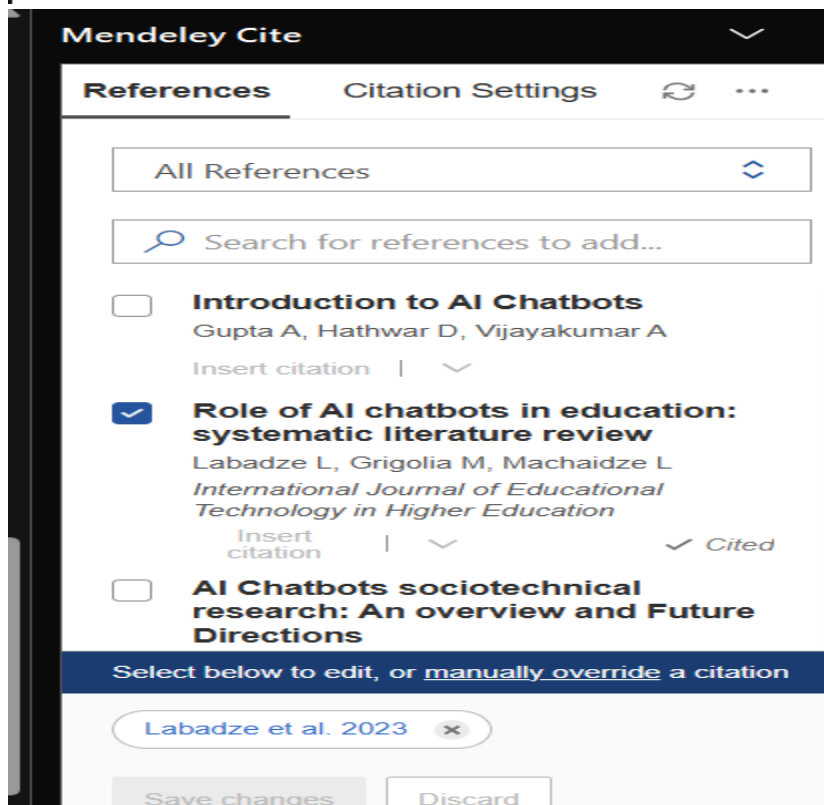 Mendeley Cite
References Citation Settings
All References
Search for references to add...
Introduction to AI Chatbots
Gupta A, Hathwar D, Vijayakumar A
Insert citation |
Role of AI chatbots in education:
systematic literature review
Labadze L, Grigolia M, Machaidze L
International Journal of Educational
Technology in Higher Education
Insert
citation | Cited
AI Chatbots sociotechnical
research: An overview and Future
Directions
Select below to edit, or manually override a citation
Labadze et al. 2023
Save changes Discard